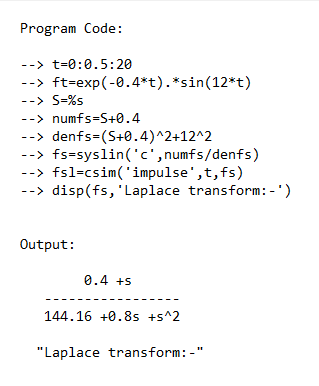 Program Code:
--> t=0:0.5:20
--> ft=exp(-0.4*t).*sin(12*t)
--> S=%s
--> numfs=S+0.4
--> denfs=(S+0.4)^2+12^2
--> fs=syslin('c',numfs/denfs)
--> fsl=csim('impulse',t,fs)
--> disp(fs,'Laplace transform:-')
Output:
0.4 +s
-----------------
144.16 +0.8s +s^2
"Laplace transform:-"